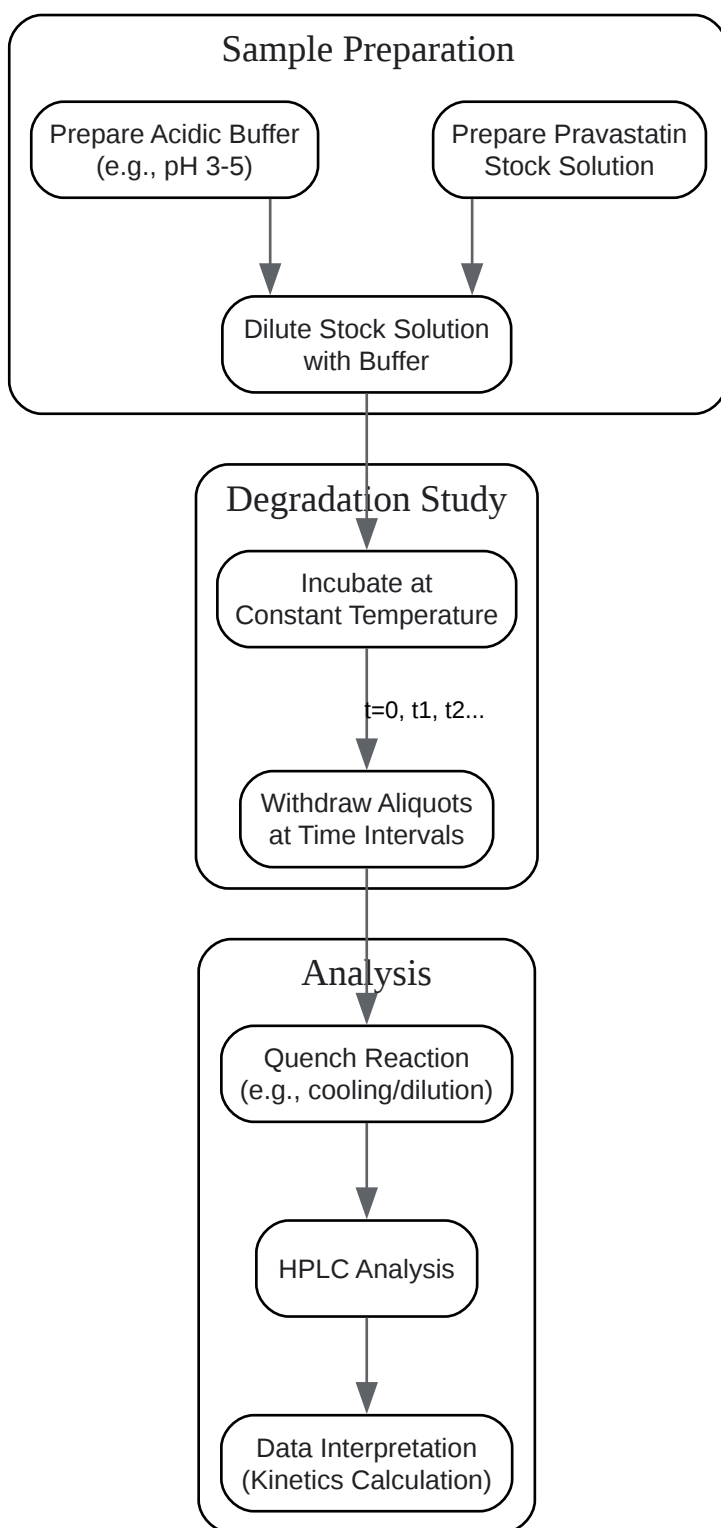 Sample Preparation
Prepare Acidic Buffer
(e.g., pH 3-5)
Prepare Pravastatin
Stock Solution
Dilute Stock Solution
with Buffer
Degradation Study
Incubate at
Constant Temperature
t=0, t1, t2...
Withdraw Aliquots
at Time Intervals
Analysis
Quench Reaction
(e.g., cooling/dilution)
HPLC Analysis
Data Interpretation
(Kinetics Calculation)